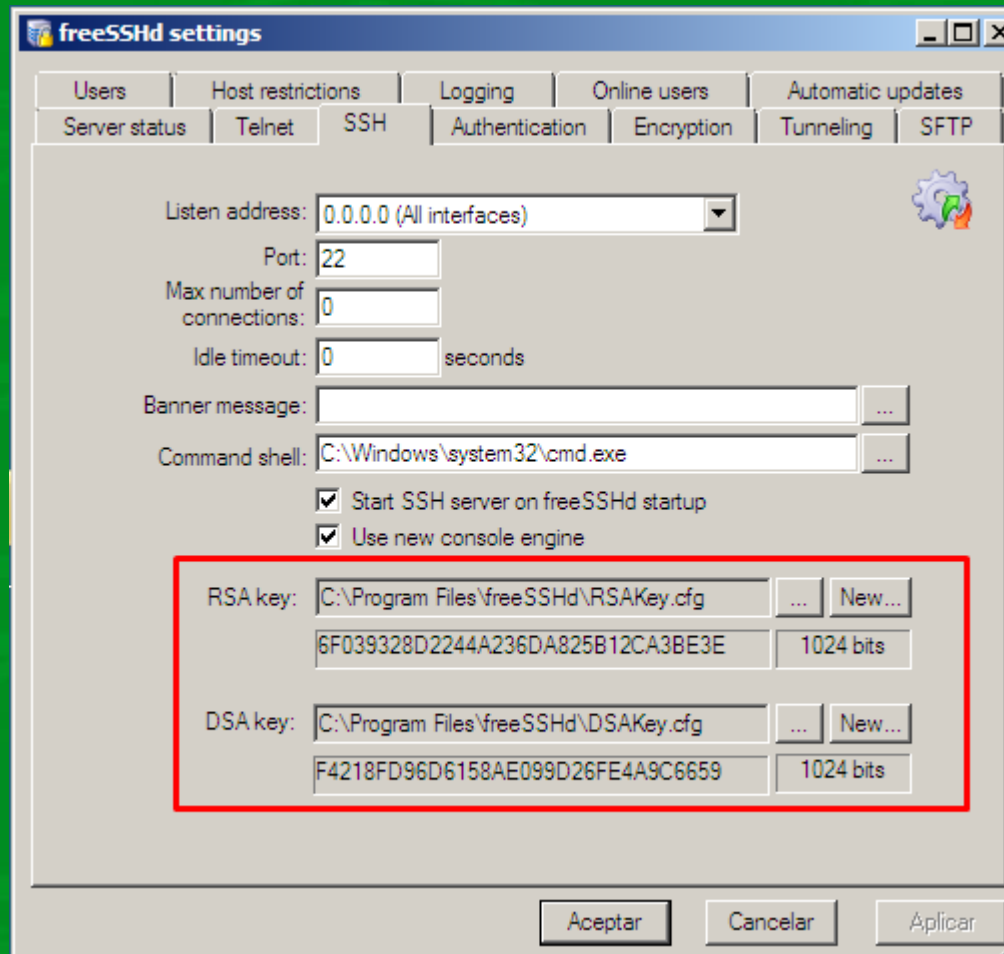 freeSSHd settings
Users Host restrictions Logging Online users Automatic updates
Server status Telnet SSH Authentication Encryption Tunneling SFTP
Listen address: 0.0.0.0 (All interfaces)
Port: 22
Max number of
connections: 0
Idle timeout: 0 seconds
Banner message: ...
Command shell: C:\Windows\system32\cmd.exe ...
Start SSH server on freeSSHd startup
Use new console engine
RSA key: C:\Program Files\freeSSHd\RSAKey.cfg ... New...
6F039328D2244A236DA825B12CA3BE3E 1024 bits
DSA key: C:\Program Files\freeSSHd\DSAKey.cfg ... New...
F4218FD96D6158AE099D26FE4A9C6659 1024 bits
Aceptar Cancelar Aplicar